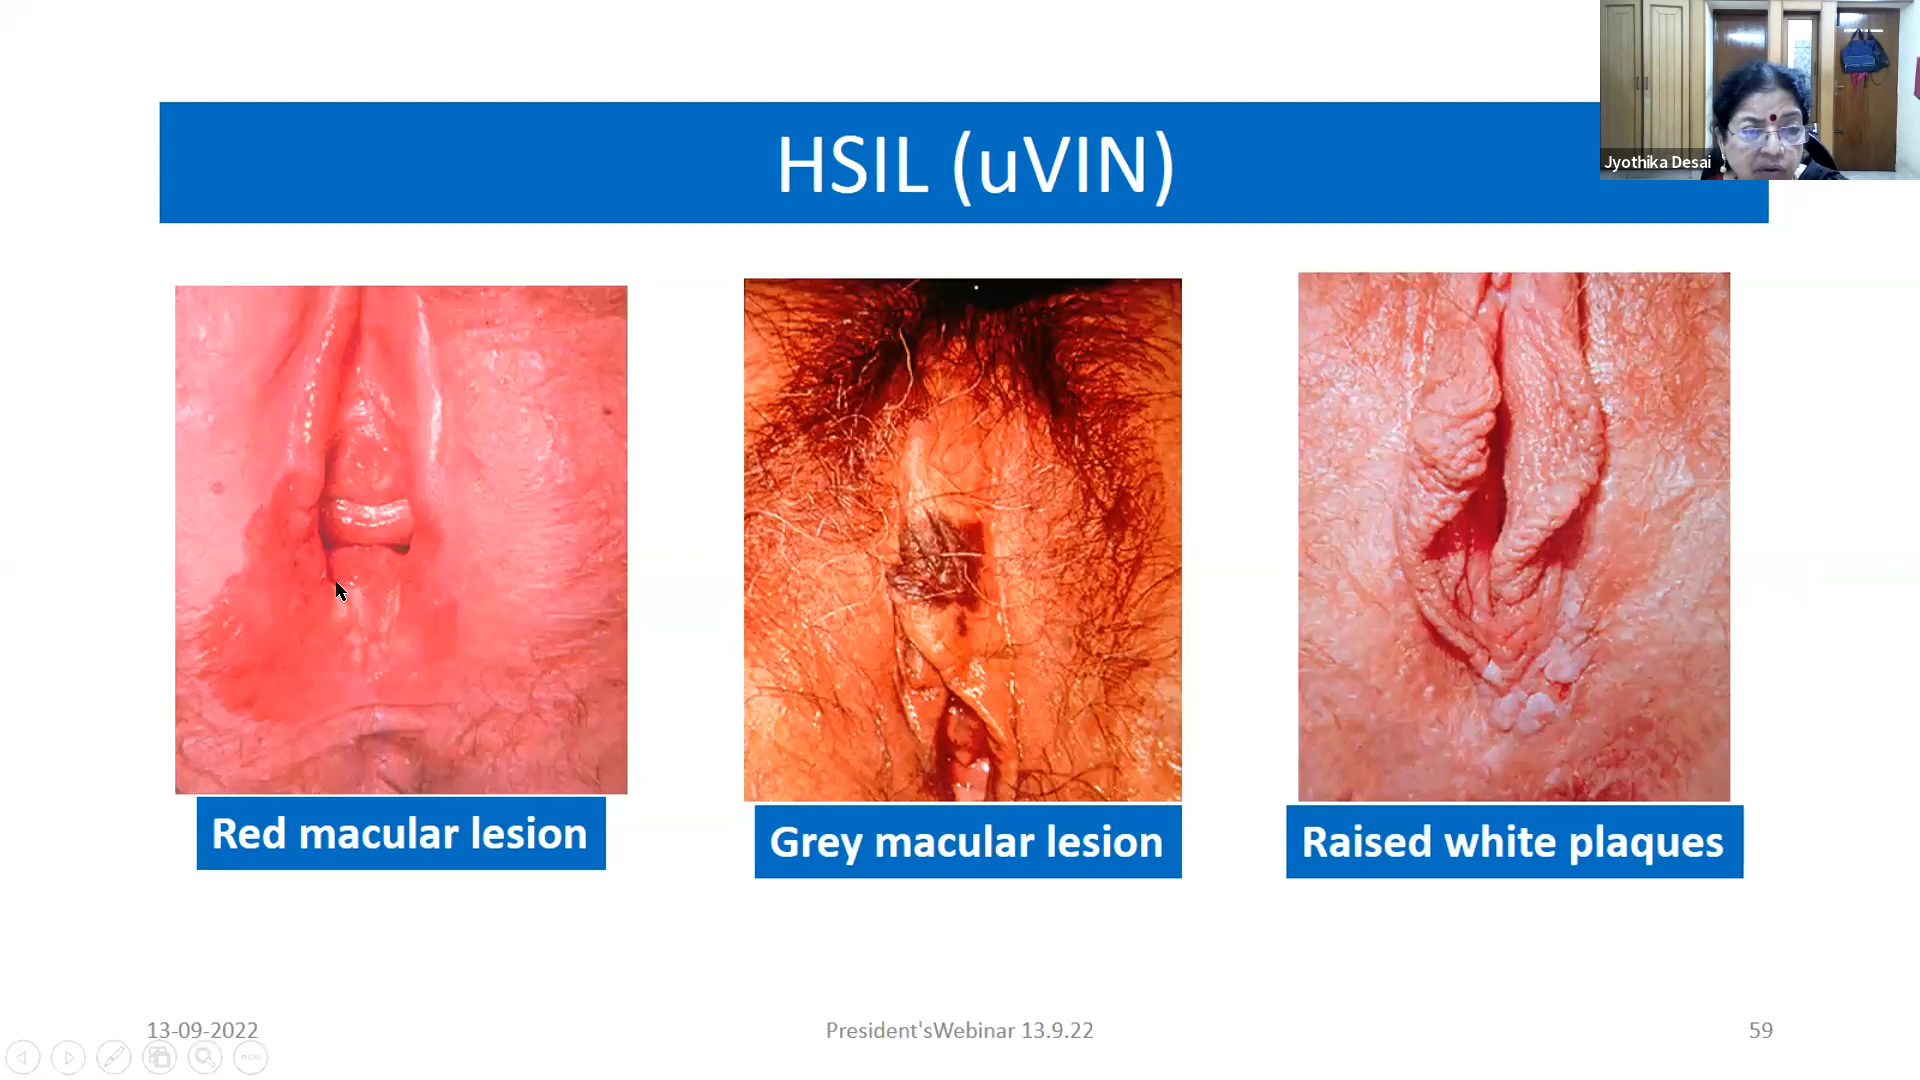 HSIL (uVIN)
Jyothika Desai
Red macular lesion
Grey macular lesion
Raised white plaques
13-09-2022
President'sWebinar 13.9.22
59